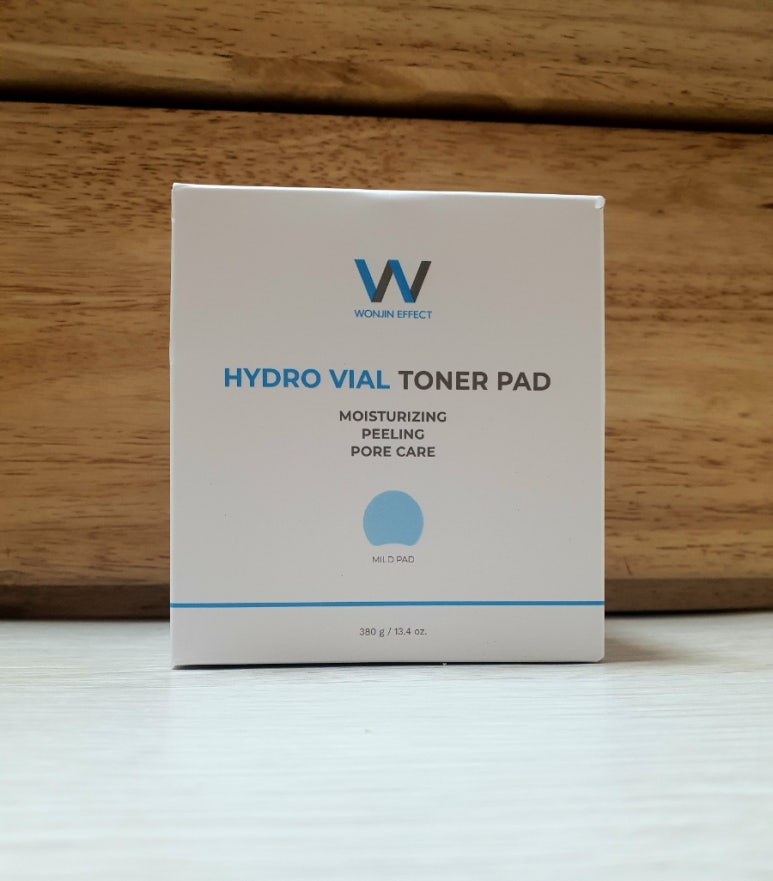 W
WONJIN EFFECT
HYDRO VIAL TONER PAD
MOISTURIZING
PEELING
PORE CARE
MILD PAD
380 g / 13.4 oz.